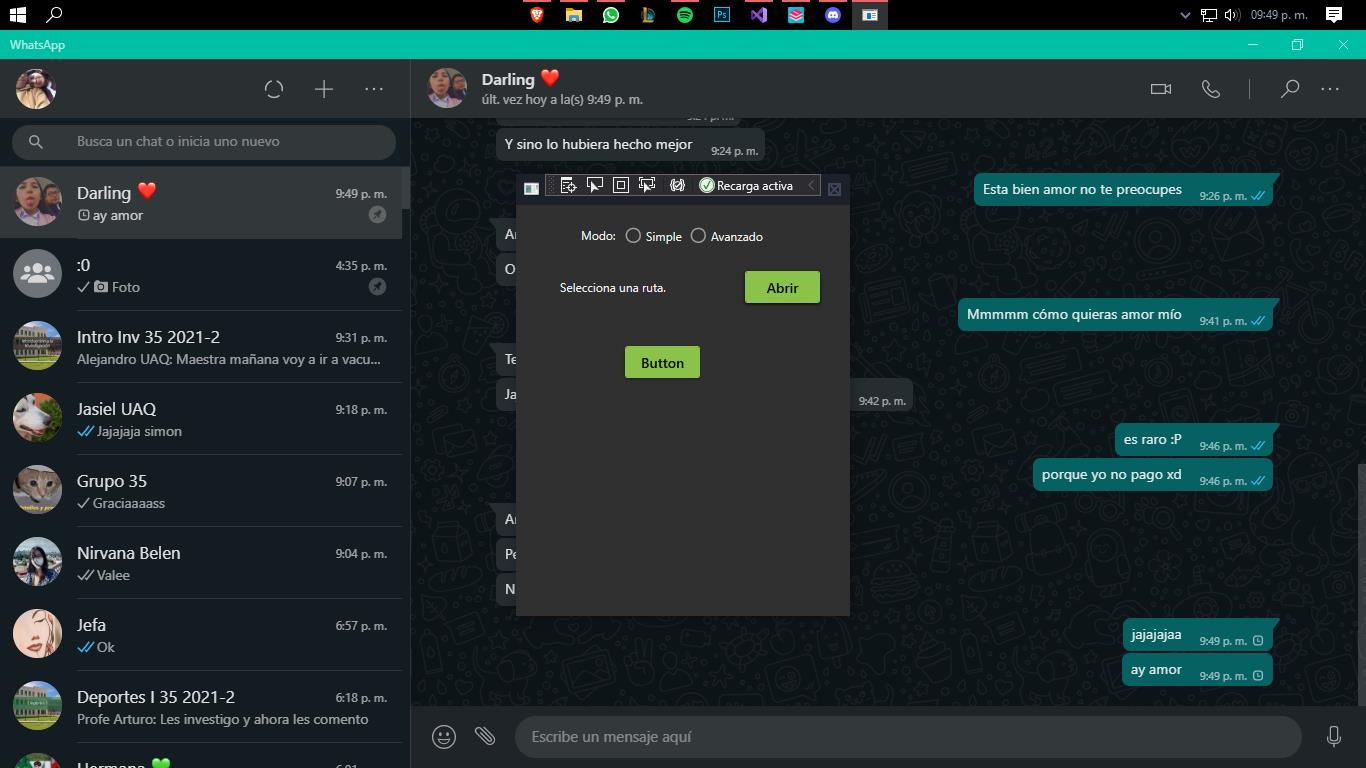 Ps
09:49 p. m.
WhatsApp
Busca un chat o inicia uno nuevo
Darling ❤️
9:49 p. m.
ay amor
:0
4:35 p. m.
Foto
Intro Inv 35 2021-2
9:31 p. m.
Alejandro UAQ: Maestra mañana voy a ir a vacu...
Jasiel UAQ
9:18 p. m.
Jajajaja simon
Grupo 35
9:07 p. m.
Graciaaaass
Nirvana Belen
9:04 p. m.
Valee
Jefa
6:57 p. m.
Ok
Deportes I 35 2021-2
6:18 p. m.
Profe Arturo: Les investigo y ahora les comento
Hermana 💚
Darling ❤️
últ. vez hoy a la(s) 9:49 p. m.
Y sino lo hubiera hecho mejor
9:24 p. m.
Esta bien amor no te preocupes
9:26 p. m.
Mmmmm cómo quieras amor mío
9:41 p. m.
9:42 p. m.
es raro :P
9:46 p. m.
porque yo no pago xd
9:46 p. m.
jajajajaa
9:49 p. m.
ay amor
9:49 p. m.
Escribe un mensaje aquí
Recarga activa
Modo:
Simple
Avanzado
Selecciona una ruta.
Abrir
Button